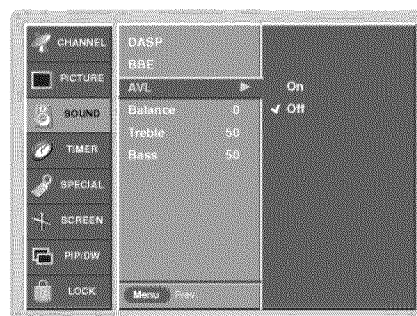 CHANNEL
PICTURE
SOUND
TIMER
SPECIAL
SCREEN
PIP/DW
LOCK
DASP
BBE
AVL
Balance 0
Treble 50
Bass 50
Menu Prev.
On
Off